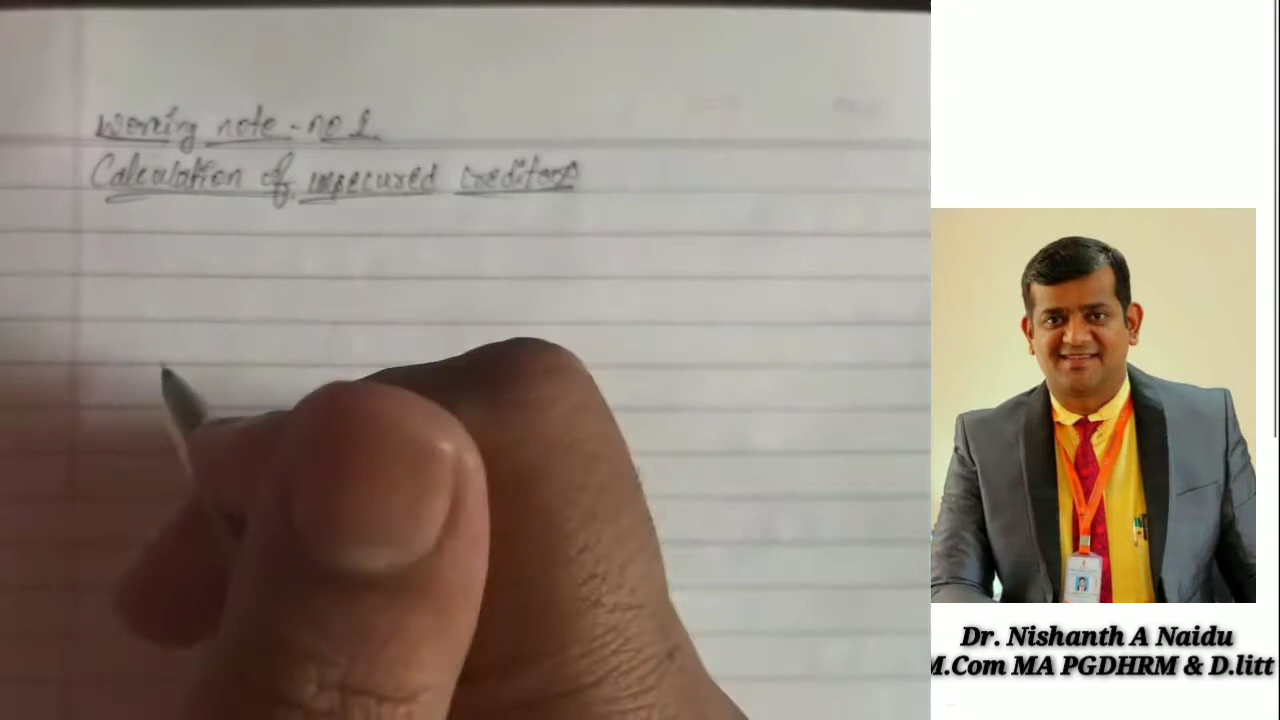 Working note - no 1
Calculation of unsecured creditors
Dr. Nishanth A Naidu
M.Com MA PGDHRM & D.litt